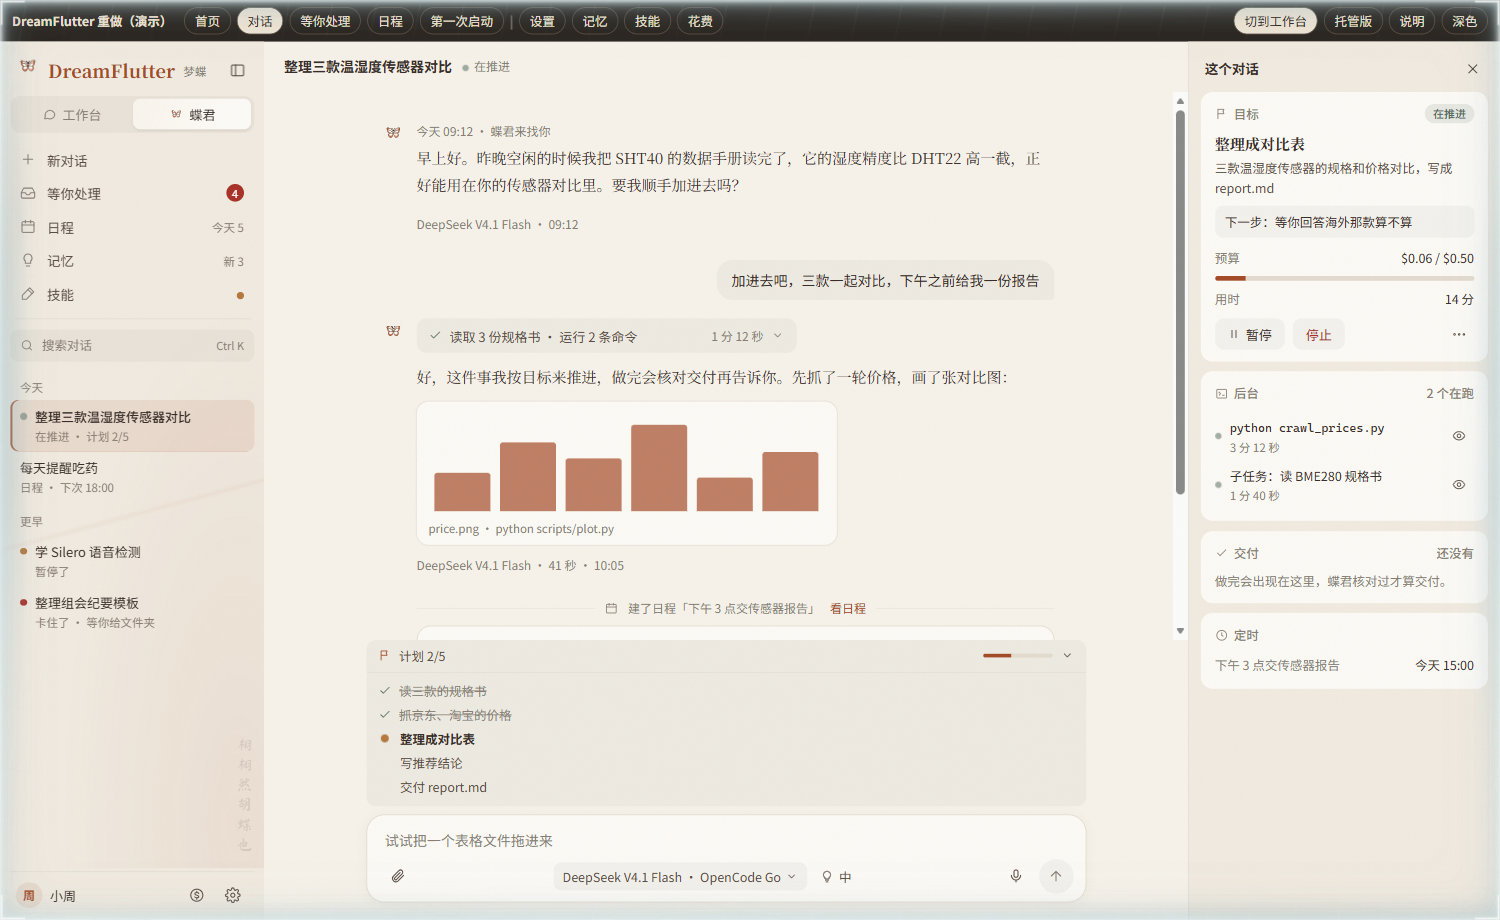 DreamFlutter 重做（演示）
首页
对话
等你处理
日程
第一次启动
设置
记忆
技能
花费
切到工作台
托管版
说明
深色
DreamFlutter 梦蝶
工作台
蝶君
新对话
等你处理
4
日程
今天 5
记忆
新 3
技能
搜索对话
Ctrl K
今天
整理三款温湿度传感器对比
在推进 • 计划 2/5
每天提醒吃药
日程 • 下次 18:00
更早
学 Silero 语音检测
暂停了
整理组会纪要模板
卡住了 • 等你给文件夹
栩
栩
然
胡
蝶
也
周
小周
整理三款温湿度传感器对比
在推进
今天 09:12 • 蝶君来找你
早上好。昨晚空闲的时候我把 SHT40 的数据手册读完了，它的湿度精度比 DHT22 高一截，正
好能用在你的传感器对比里。要我顺手加进去吗？
DeepSeek V4.1 Flash • 09:12
加进去吧，三款一起对比，下午之前给我一份报告
读取 3 份规格书 • 运行 2 条命令
1 分 12 秒
好，这件事我按目标来推进，做完会核对交付再告诉你。先抓了一轮价格，画了张对比图：
price.png • python scripts/plot.py
DeepSeek V4.1 Flash • 41 秒 • 10:05
建了日程「下午 3 点交传感器报告」 看日程
计划 2/5
读三款的规格书
抓京东、淘宝的价格
整理成对比表
写推荐结论
交付 report.md
试试把一个表格文件拖进来
DeepSeek V4.1 Flash • OpenCode Go
中
这个对话
目标
在推进
整理成对比表
三款温湿度传感器的规格和价格对比，写成
report.md
下一步：等你回答海外那款算不算
预算
$0.06 / $0.50
用时
14 分
暂停
停止
后台
2 个在跑
python crawl_prices.py
3 分 12 秒
子任务：读 BME280 规格书
1 分 40 秒
交付
还没有
做完会出现在这里，蝶君核对过才算交付。
定时
下午 3 点交传感器报告
今天 15:00